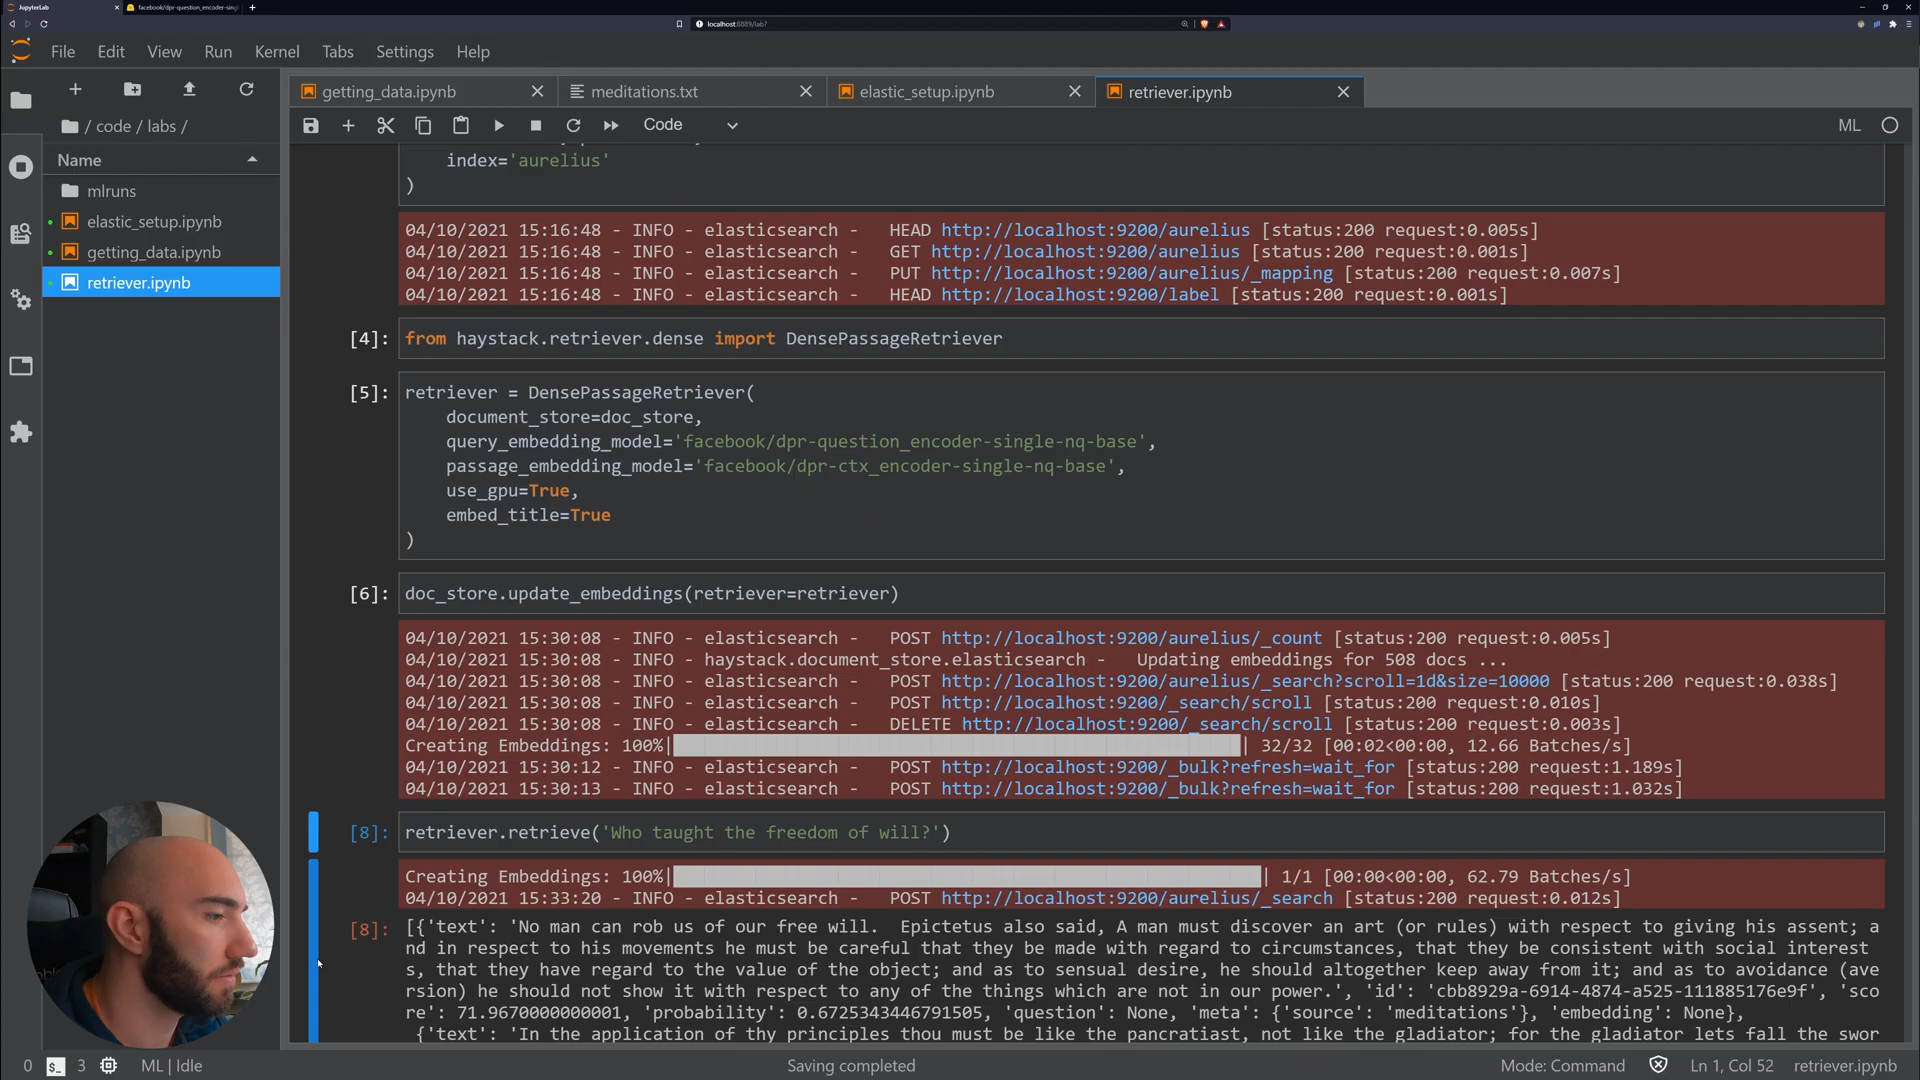 JupyterLab
facebook/dpr-question_encoder-sing
localhost:8889/lab?
File Edit View Run Kernel Tabs Settings Help
getting_data.ipynb
meditations.txt
elastic_setup.ipynb
retriever.ipynb
/ code / labs /
Code
ML
Name
mlruns
elastic_setup.ipynb
getting_data.ipynb
retriever.ipynb
index='aurelius'
)
04/10/2021 15:16:48 - INFO - elasticsearch - HEAD http://localhost:9200/aurelius [status:200 request:0.005s]
04/10/2021 15:16:48 - INFO - elasticsearch - GET http://localhost:9200/aurelius [status:200 request:0.001s]
04/10/2021 15:16:48 - INFO - elasticsearch - PUT http://localhost:9200/aurelius/_mapping [status:200 request:0.007s]
04/10/2021 15:16:48 - INFO - elasticsearch - HEAD http://localhost:9200/label [status:200 request:0.001s]
[4]: from haystack.retriever.dense import DensePassageRetriever
[5]: retriever = DensePassageRetriever(
document_store=doc_store,
query_embedding_model='facebook/dpr-question_encoder-single-nq-base',
passage_embedding_model='facebook/dpr-ctx_encoder-single-nq-base',
use_gpu=True,
embed_title=True
)
[6]: doc_store.update_embeddings(retriever=retriever)
04/10/2021 15:30:08 - INFO - elasticsearch - POST http://localhost:9200/aurelius/_count [status:200 request:0.005s]
04/10/2021 15:30:08 - INFO - haystack.document_store.elasticsearch - Updating embeddings for 508 docs ...
04/10/2021 15:30:08 - INFO - elasticsearch - POST http://localhost:9200/aurelius/_search?scroll=1d&size=10000 [status:200 request:0.038s]
04/10/2021 15:30:08 - INFO - elasticsearch - POST http://localhost:9200/_search/scroll [status:200 request:0.010s]
04/10/2021 15:30:08 - INFO - elasticsearch - DELETE http://localhost:9200/_search/scroll [status:200 request:0.003s]
Creating Embeddings: 100%| | 32/32 [00:02<00:00, 12.66 Batches/s]
04/10/2021 15:30:12 - INFO - elasticsearch - POST http://localhost:9200/_bulk?refresh=wait_for [status:200 request:1.189s]
04/10/2021 15:30:13 - INFO - elasticsearch - POST http://localhost:9200/_bulk?refresh=wait_for [status:200 request:1.032s]
[8]: retriever.retrieve('Who taught the freedom of will?')
Creating Embeddings: 100%| | 1/1 [00:00<00:00, 62.79 Batches/s]
04/10/2021 15:33:20 - INFO - elasticsearch - POST http://localhost:9200/aurelius/_search [status:200 request:0.012s]
[8]: [{'text': 'No man can rob us of our free will.  Epictetus also said, A man must discover an art (or rules) with respect to giving his assent; a
nd in respect to his movements he must be careful that they be made with regard to circumstances, that they be consistent with social interest
s, that they have regard to the value of the object; and as to sensual desire, he should altogether keep away from it; and as to avoidance (ave
rsion) he should not show it with respect to any of the things which are not in our power.', 'id': 'cbb8929a-6914-4874-a525-111885176e9f', 'sco
re': 71.9670000000001, 'probability': 0.6725343446791505, 'question': None, 'meta': {'source': 'meditations'}, 'embedding': None},
{'text': 'In the application of thy principles thou must be like the pancratiast, not like the gladiator; for the gladiator lets fall the swor
0 3 ML | Idle
Saving completed
Mode: Command Ln 1, Col 52 retriever.ipynb